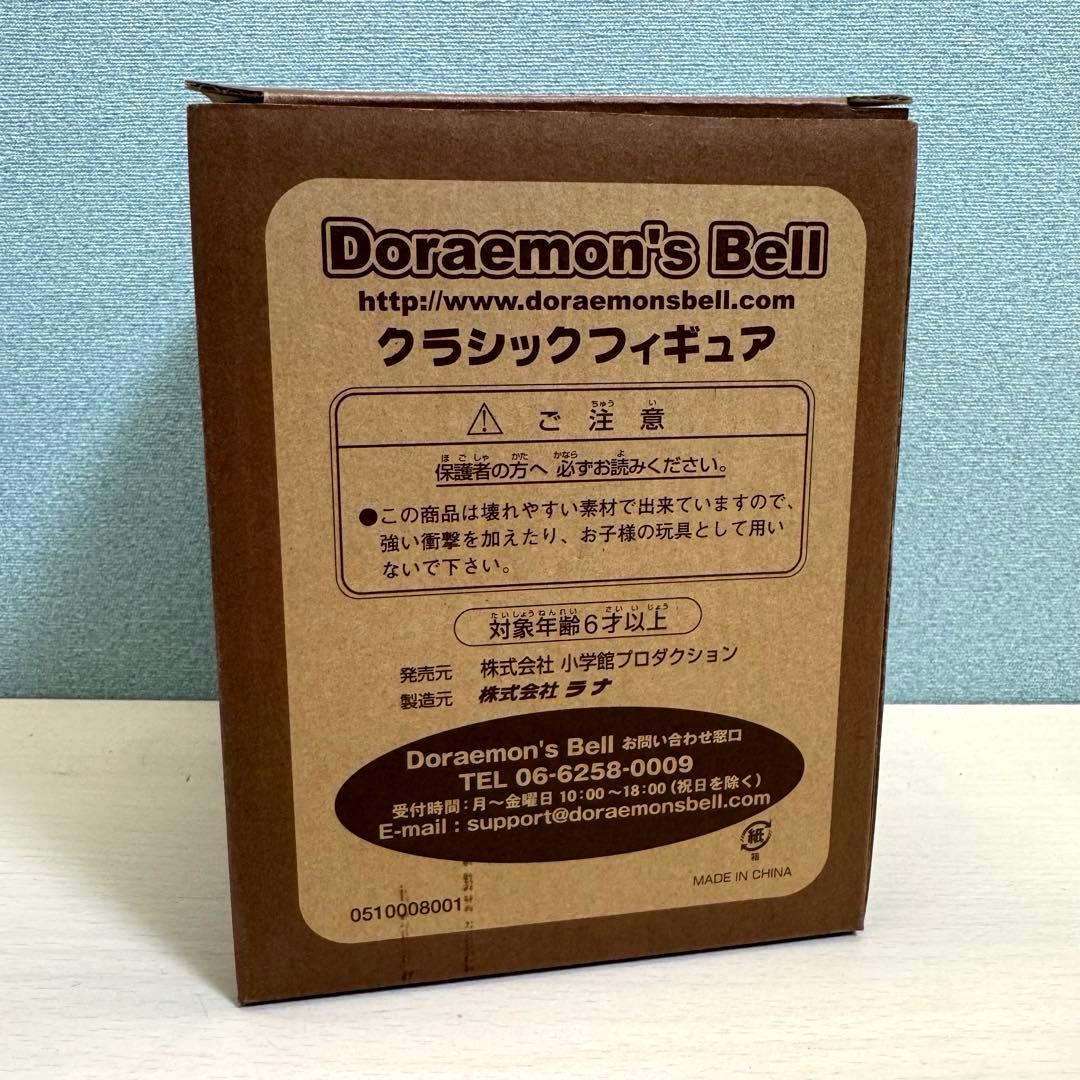 Doraemon's Bell
http://www.doraemonsbell.com
クラシックフィギュア
ちゅう い
⚠ ご 注 意
ほ ご しゃ かた かなら よ
保護者の方へ 必ずお読みください。
●この商品は壊れやすい素材で出来ていますので、
強い衝撃を加えたり、お子様の玩具として用い
ないで下さい。
たいしょうねんれい さい い じょう
対象年齢6才以上
発売元 株式会社 小学館プロダクション
製造元 株式会社 ラナ
Doraemon's Bell お問い合わせ窓口
TEL 06-6258-0009
受付時間：月～金曜日 10:00～18:00 (祝日を除く)
E-mail : support@doraemonsbell.com
紙
箱
MADE IN CHINA
0510008001